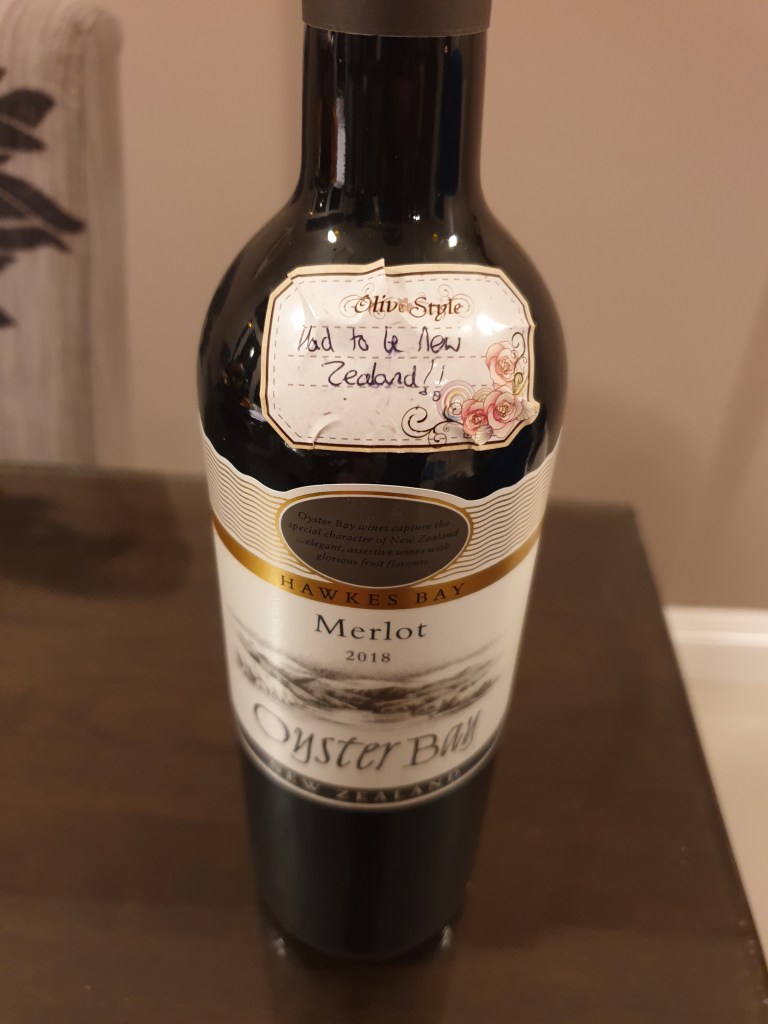 Olive Style
Had to be New
Zealand!!
Oyster Bay wines capture the
special character of New Zealand
...elegant, assertive wines with
glorious fruit flavours
HAWKES BAY
Merlot
2018
Oyster Bay
NEW ZEALAND